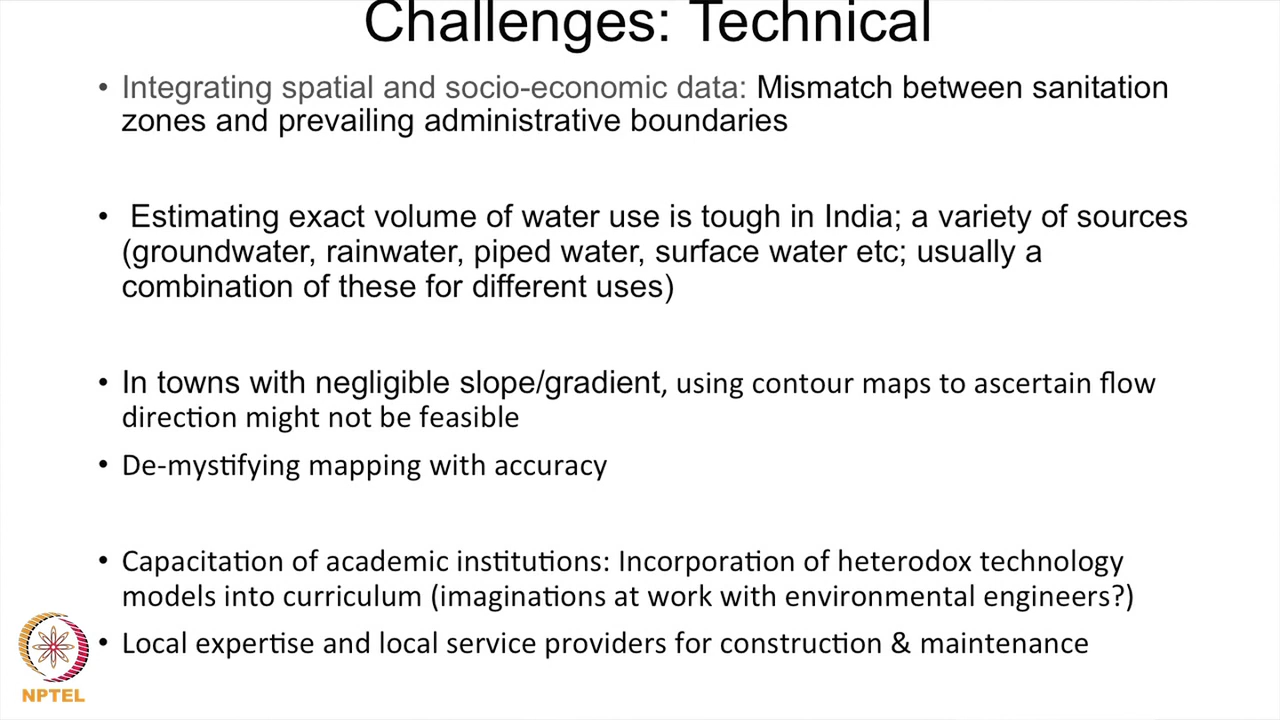 Challenges: Technical
• Integrating spatial and socio-economic data: Mismatch between sanitation
zones and prevailing administrative boundaries
• Estimating exact volume of water use is tough in India; a variety of sources
(groundwater, rainwater, piped water, surface water etc; usually a
combination of these for different uses)
• In towns with negligible slope/gradient, using contour maps to ascertain flow
direction might not be feasible
• De-mystifying mapping with accuracy
• Capacitation of academic institutions: Incorporation of heterodox technology
models into curriculum (imaginations at work with environmental engineers?)
• Local expertise and local service providers for construction & maintenance
NPTEL